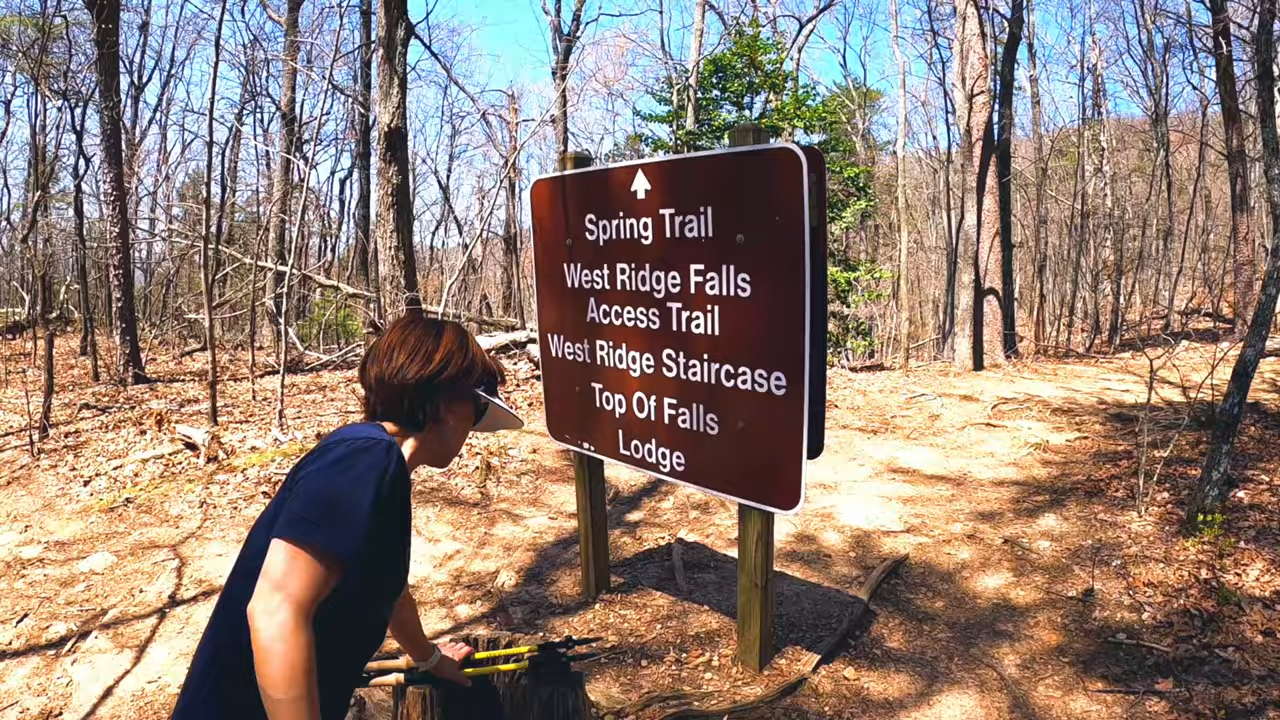 Spring Trail
West Ridge Falls
Access Trail
West Ridge Staircase
Top Of Falls
Lodge